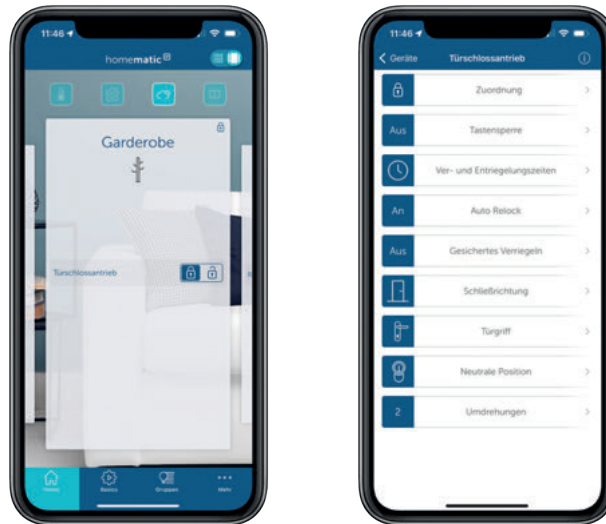 11:46
homematic IP
Garderobe
Türschlossantrieb
Home
Gruppen
Mehr
11:46
Geräte Türschlossantrieb
Zuordnung
Aus Tastensperre
Ver- und Entriegelungszeiten
An Auto Relock
Aus Gesichertes Verriegeln
Schließrichtung
Türgriff
Neutrale Position
2 Umdrehungen